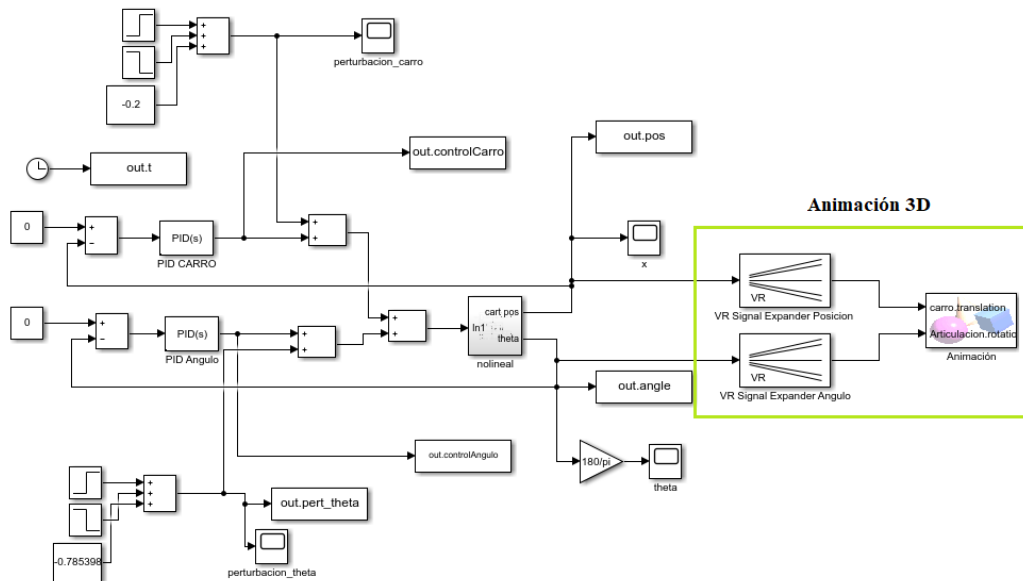 perturbacion_carro
-0.2
out.pos
out.controlCarro
out.t
Animación 3D
0
PID(s)
PID CARRO
x
VR
VR Signal Expander Posicion
carro.translation
Articulacion.rotatio
Animación
0
PID(s)
PID Angulo
In1
cart pos
theta
nolineal
VR
VR Signal Expander Angulo
out.angle
out.controlAngulo
180/pi
theta
out.pert_theta
-0.785398
perturbacion_theta